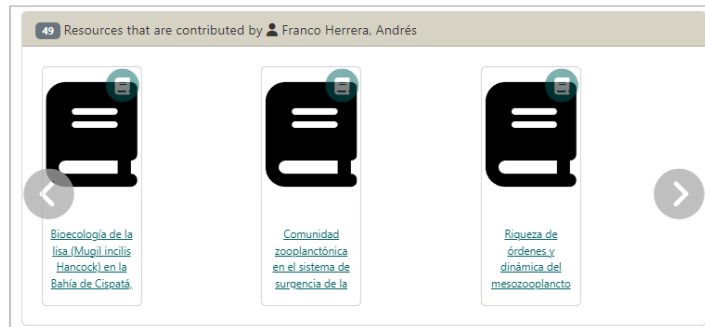 49 Resources that are contributed by Franco Herrera, Andrés
Bioecología de la
lisa (Mugil incilis
Hancock) en la
Bahía de Cispatá,
Comunidad
zooplanctónica
en el sistema de
surgencia de la
Riqueza de
órdenes y
dinámica del
mesozooplancto